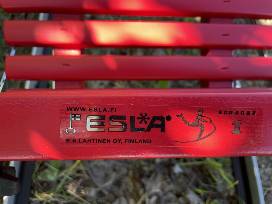 WWW.ESLA.FI
ESLA
E.S.LAHTINEN OY, FINLAND